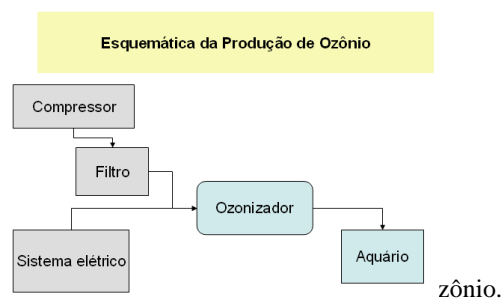 Esquemática da Produção de Ozônio
Compressor
Filtro
Ozonizador
Sistema elétrico
Aquário
zônio.